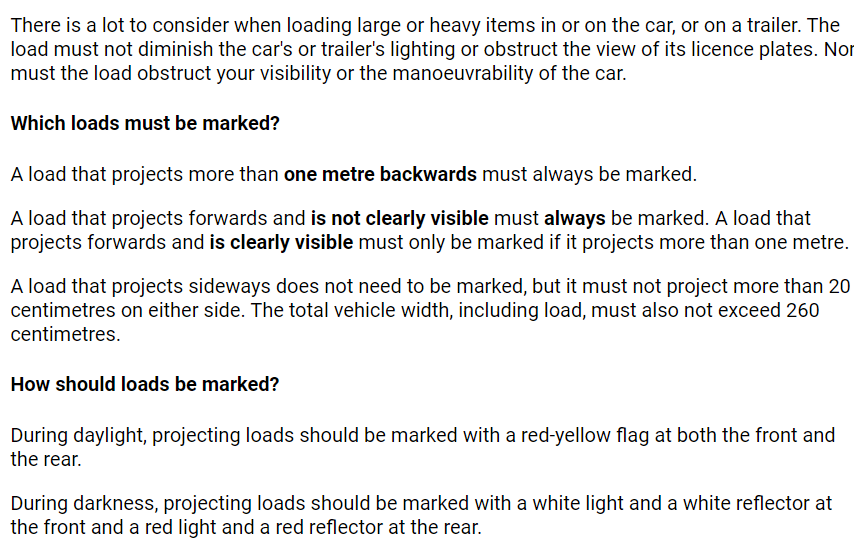 There is a lot to consider when loading large or heavy items in or on the car, or on a trailer. The
load must not diminish the car's or trailer's lighting or obstruct the view of its licence plates. Nor
must the load obstruct your visibility or the manoeuvrability of the car.
Which loads must be marked?
A load that projects more than one metre backwards must always be marked.
A load that projects forwards and is not clearly visible must always be marked. A load that
projects forwards and is clearly visible must only be marked if it projects more than one metre.
A load that projects sideways does not need to be marked, but it must not project more than 20
centimetres on either side. The total vehicle width, including load, must also not exceed 260
centimetres.
How should loads be marked?
During daylight, projecting loads should be marked with a red-yellow flag at both the front and
the rear.
During darkness, projecting loads should be marked with a white light and a white reflector at
the front and a red light and a red reflector at the rear.